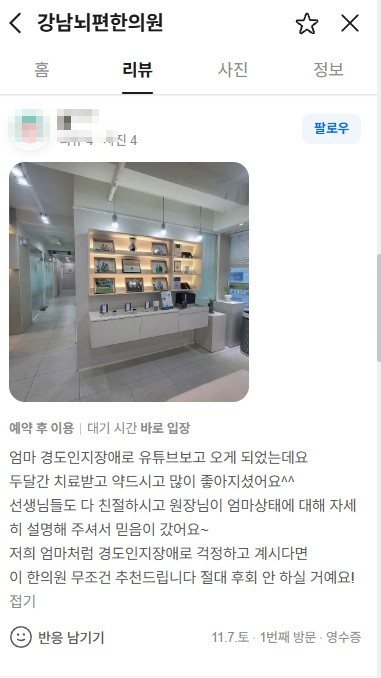 강남뇌편한의원
홈 리뷰 사진 정보
리뷰 4 사진 4
팔로우
예약 후 이용 | 대기 시간 바로 입장
엄마 경도인지장애로 유튜브보고 오게 되었는데요
두달간 치료받고 약드시고 많이 좋아지셨어요^^
선생님들도 다 친절하시고 원장님이 엄마상태에 대해 자세
히 설명해 주셔서 믿음이 갔어요~
저희 엄마처럼 경도인지장애로 걱정하고 계시다면
이 한의원 무조건 추천드립니다 절대 후회 안 하실 거예요!
접기
반응 남기기
11.7.토 · 1번째 방문 · 영수증